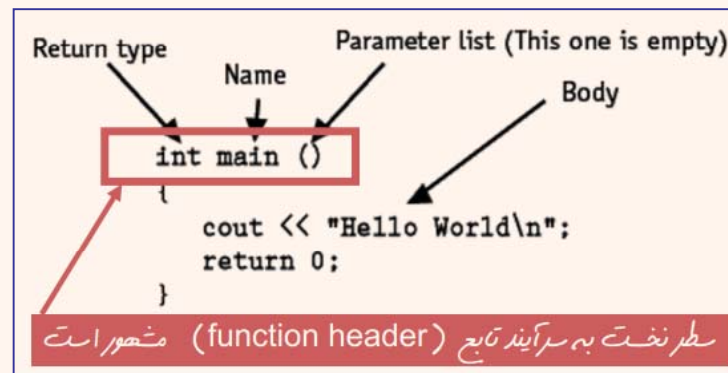 Return type
Parameter list (This one is empty)
Name
Body
int main ()
{
cout << "Hello World\n";
return 0;
}
سطر نخست به سرآیند تابع (function header) مشهور است